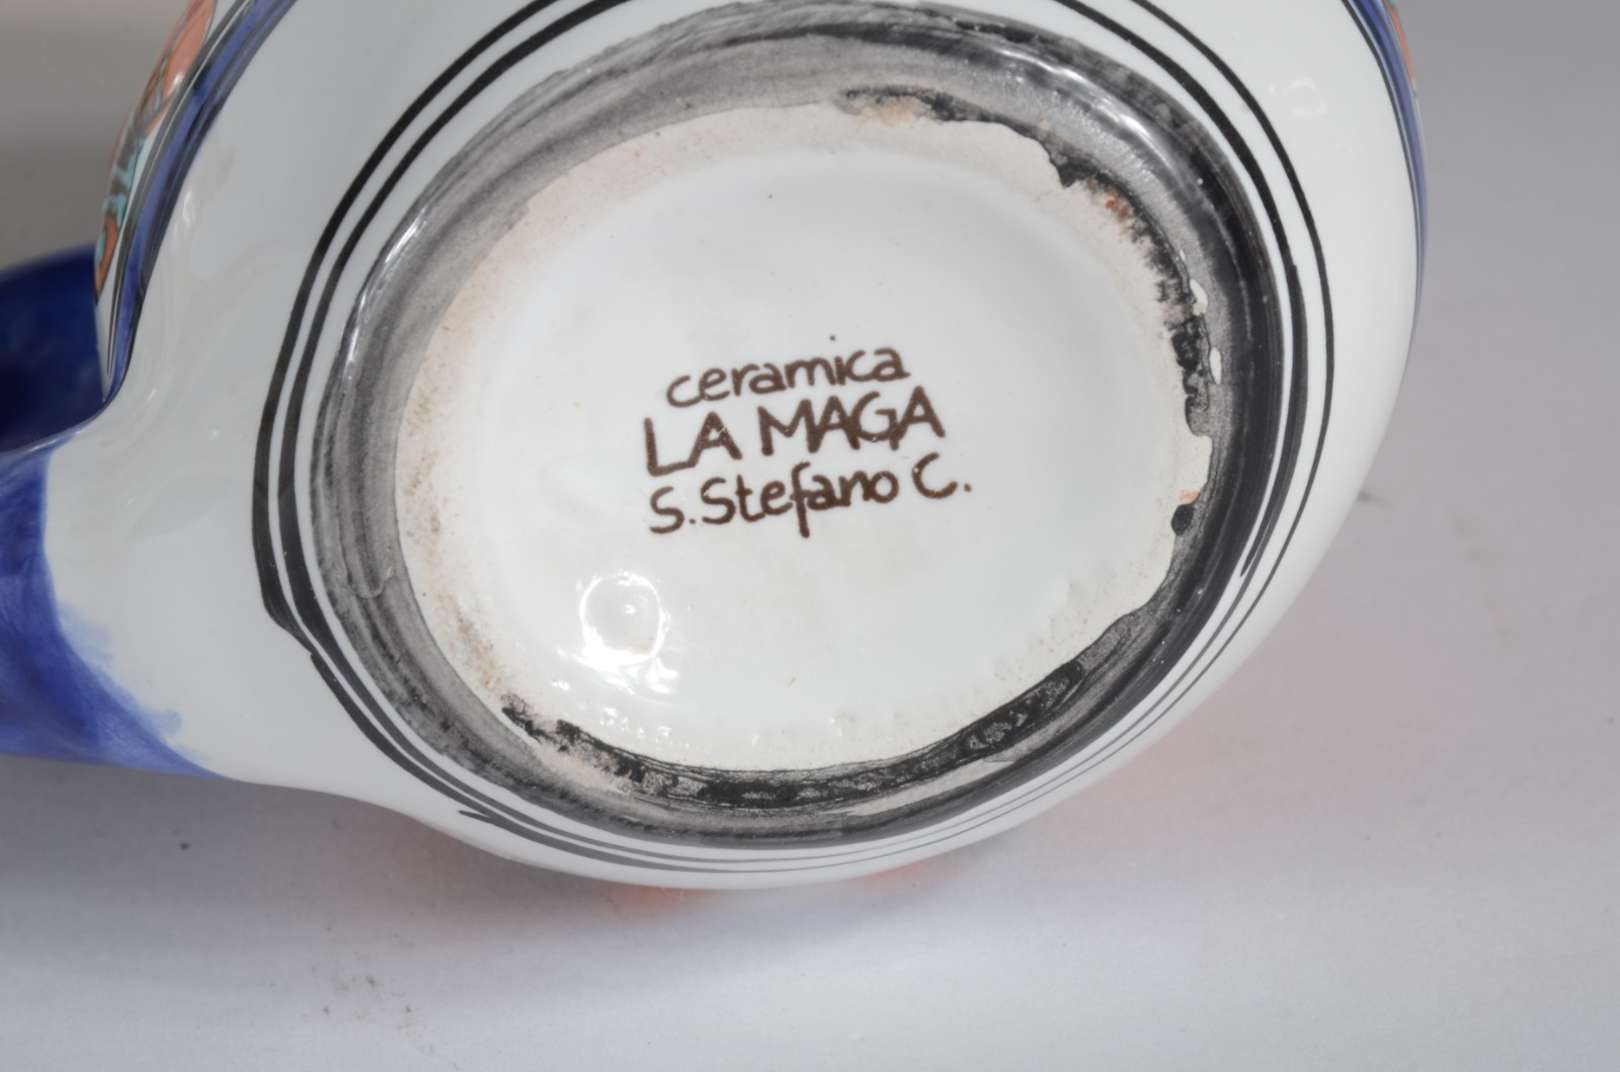 ceramica
LA MAGA
S. Stefano C.